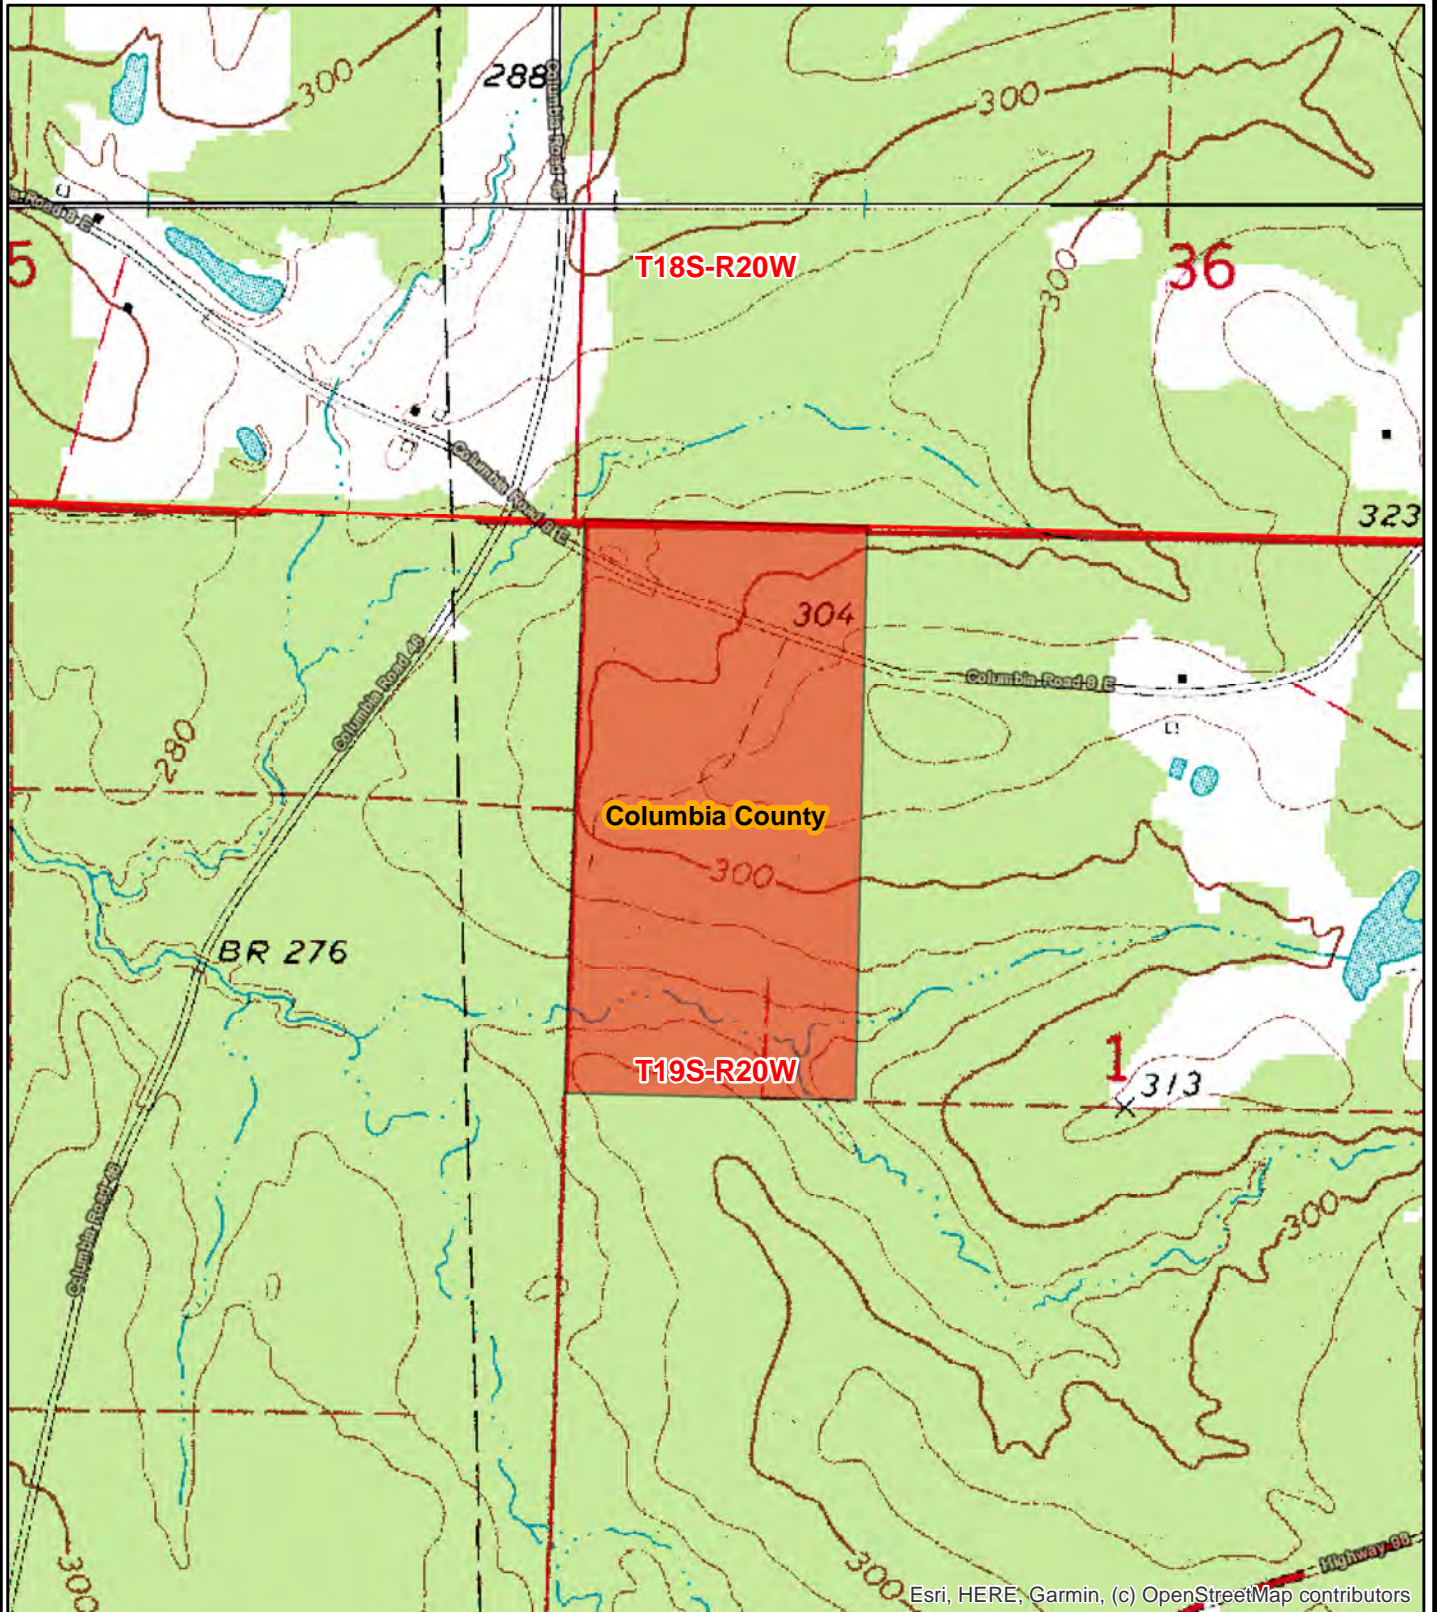 288
300
300
Columbia Road 48
a Road 8 E
5
T18S-R20W
300
36
Columbia Road 8 E
323
304
Columbia Road 48
Columbia Road 8 E
280
Columbia County
300
BR 276
T19S-R20W
1
313
Columbia Road 48
300
300
300
Highway 98
Esri, HERE, Garmin, (c) OpenStreetMap contributors